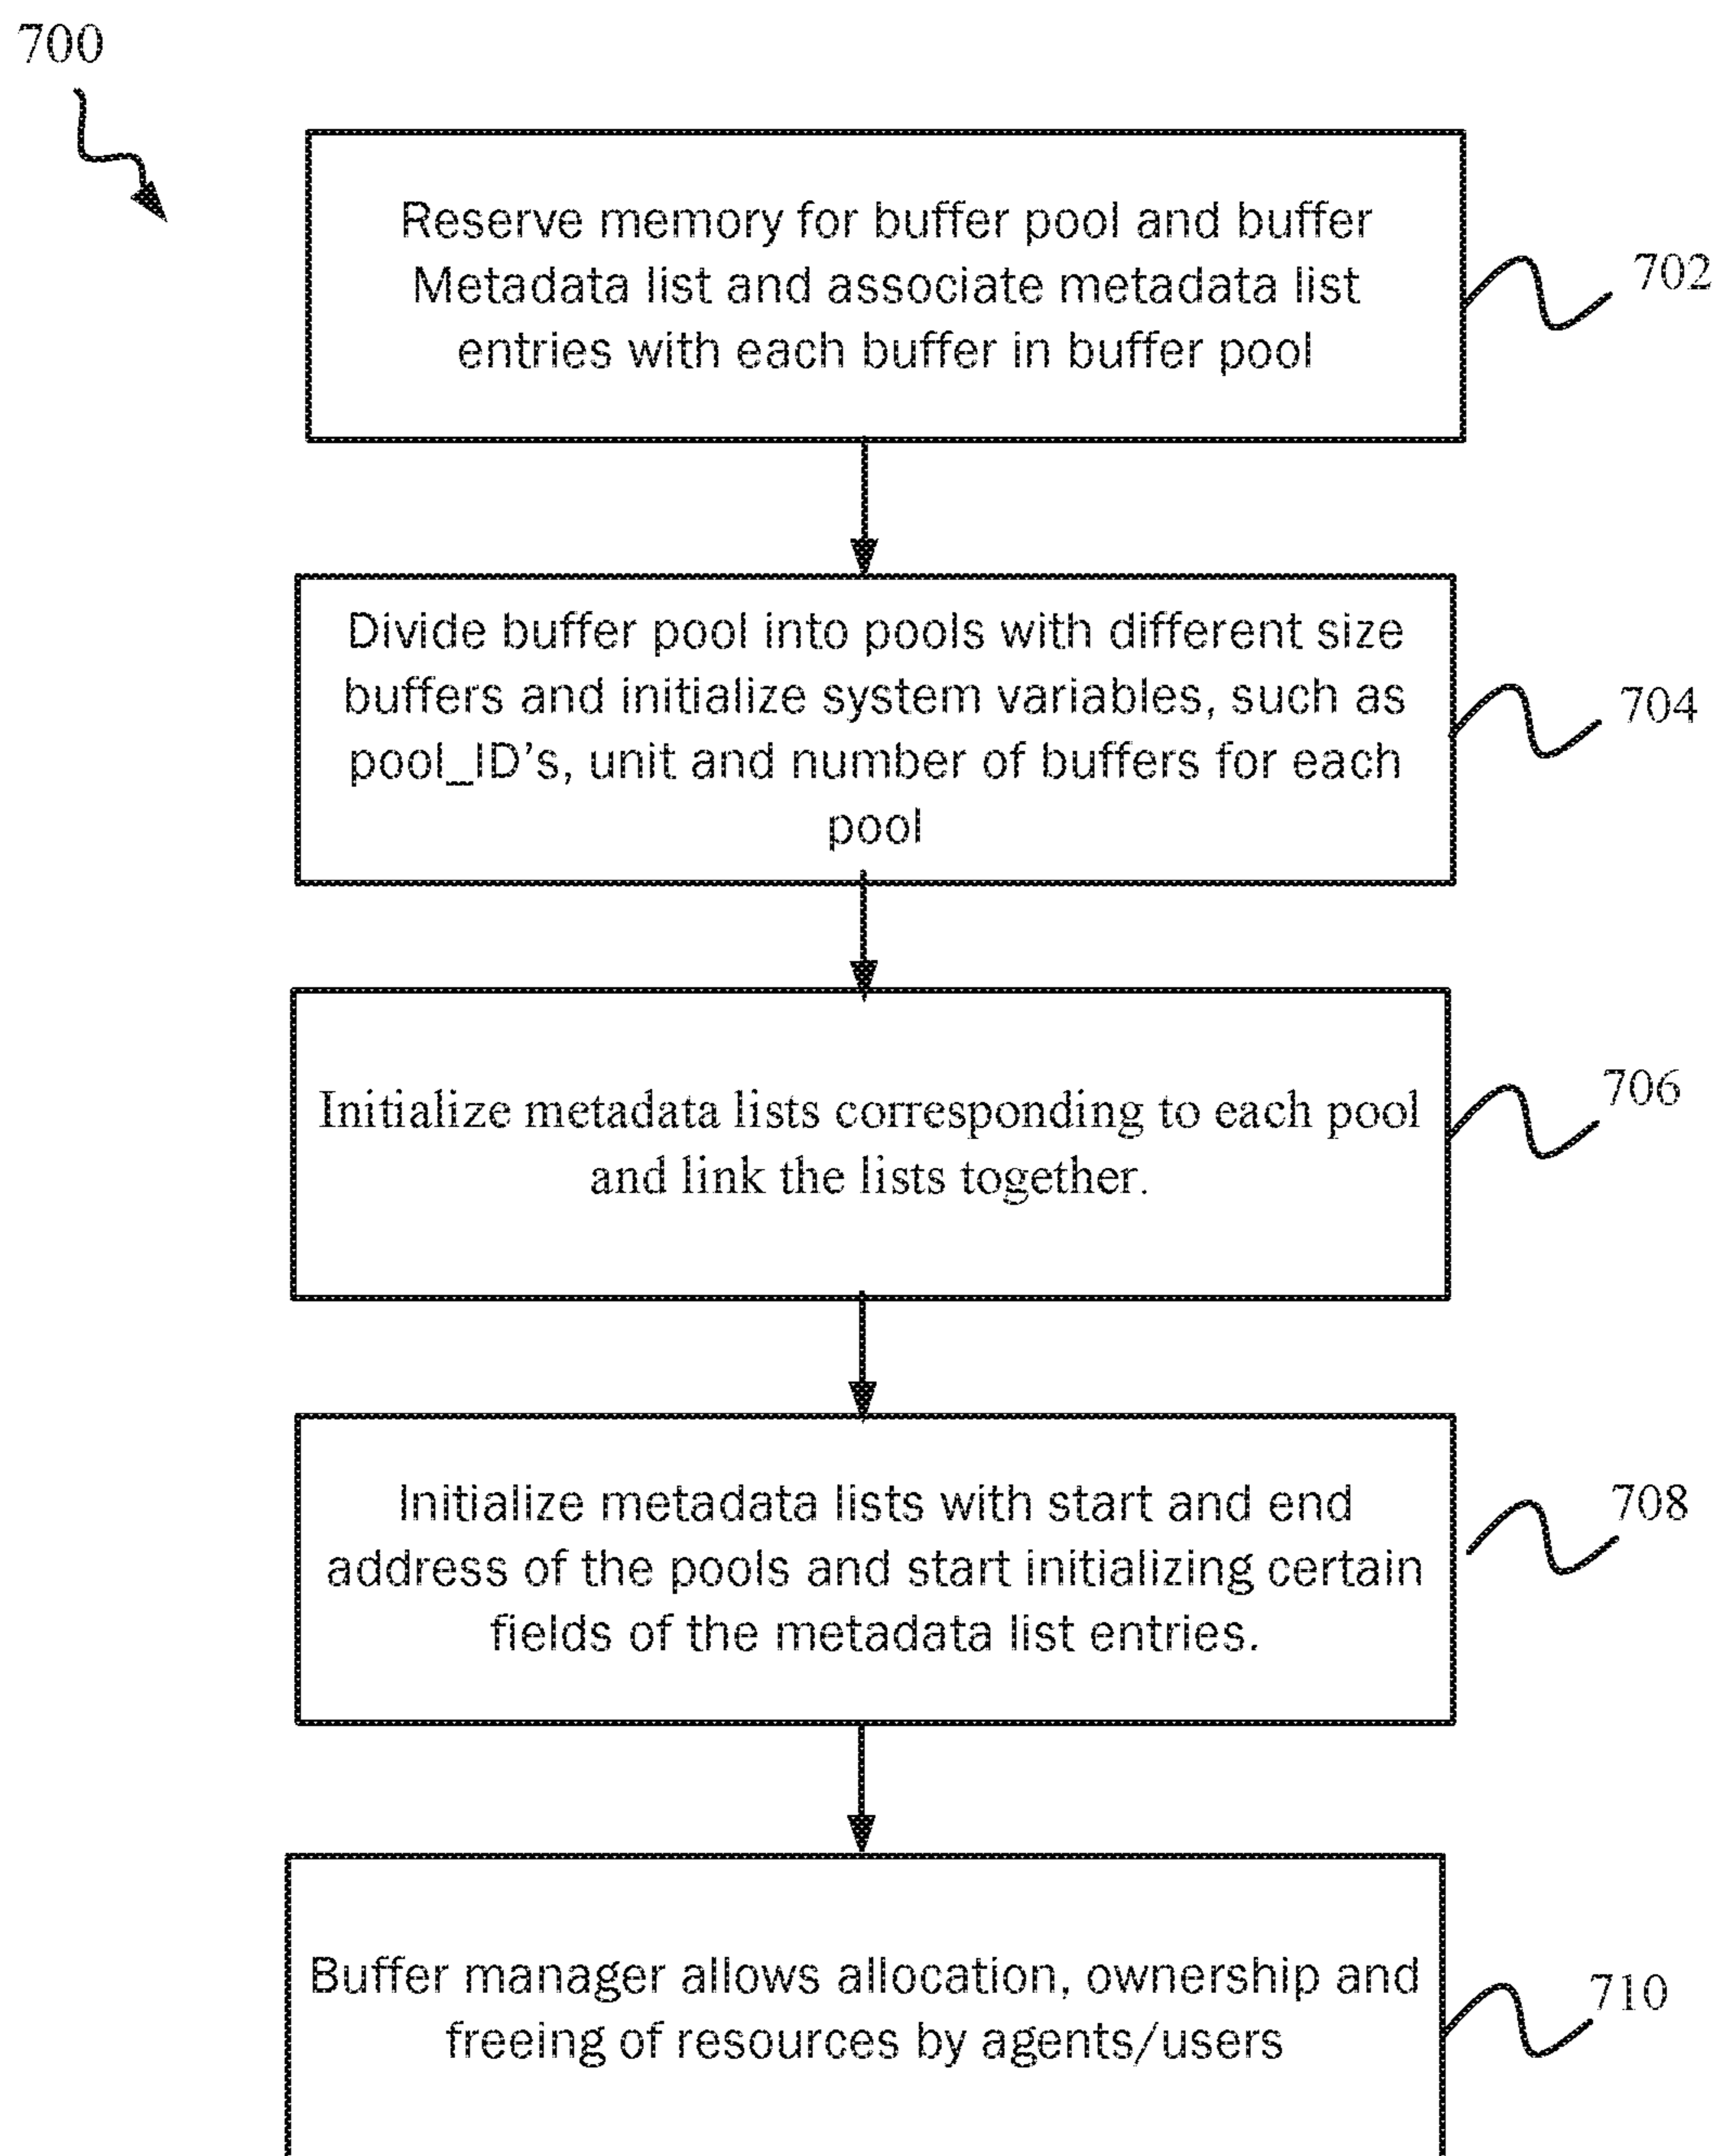 700
Reserve memory for buffer pool and buffer
Metadata list and associate metadata list
entries with each buffer in buffer pool
702
Divide buffer pool into pools with different size
buffers and initialize system variables, such as
pool_ID's, unit and number of buffers for each
pool
704
Initialize metadata lists corresponding to each pool
and link the lists together.
706
Initialize metadata lists with start and end
address of the pools and start initializing certain
fields of the metadata list entries.
708
Buffer manager allows allocation, ownership and
freeing of resources by agents/users
710